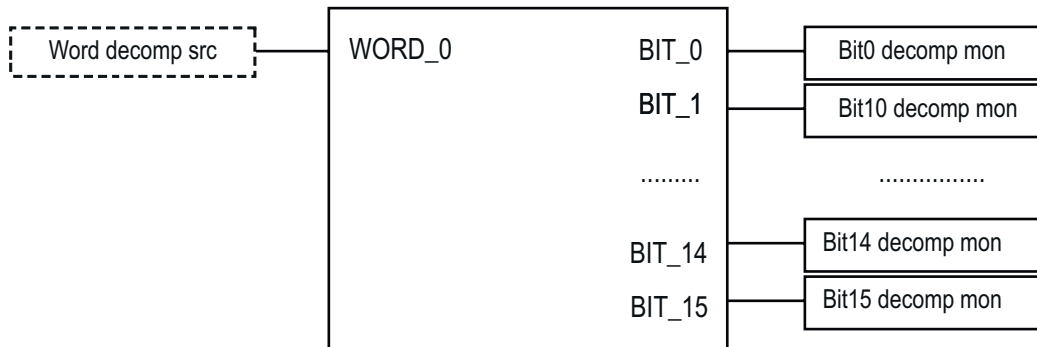 Word decomp src WORD_0 BIT_0 Bit0 decomp mon
BIT_1 Bit10 decomp mon
......... ................
BIT_14 Bit14 decomp mon
BIT_15 Bit15 decomp mon